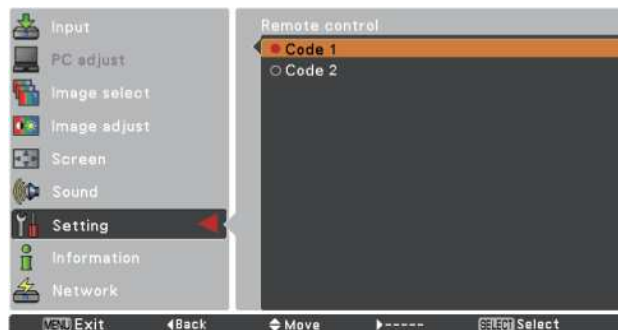 Input
PC adjust
Image select
Image adjust
Screen
Sound
Setting
Information
Network
Remote control
Code 1
Code 2
MENU Exit ◀Back ◆Move ▶----- SELECT Select